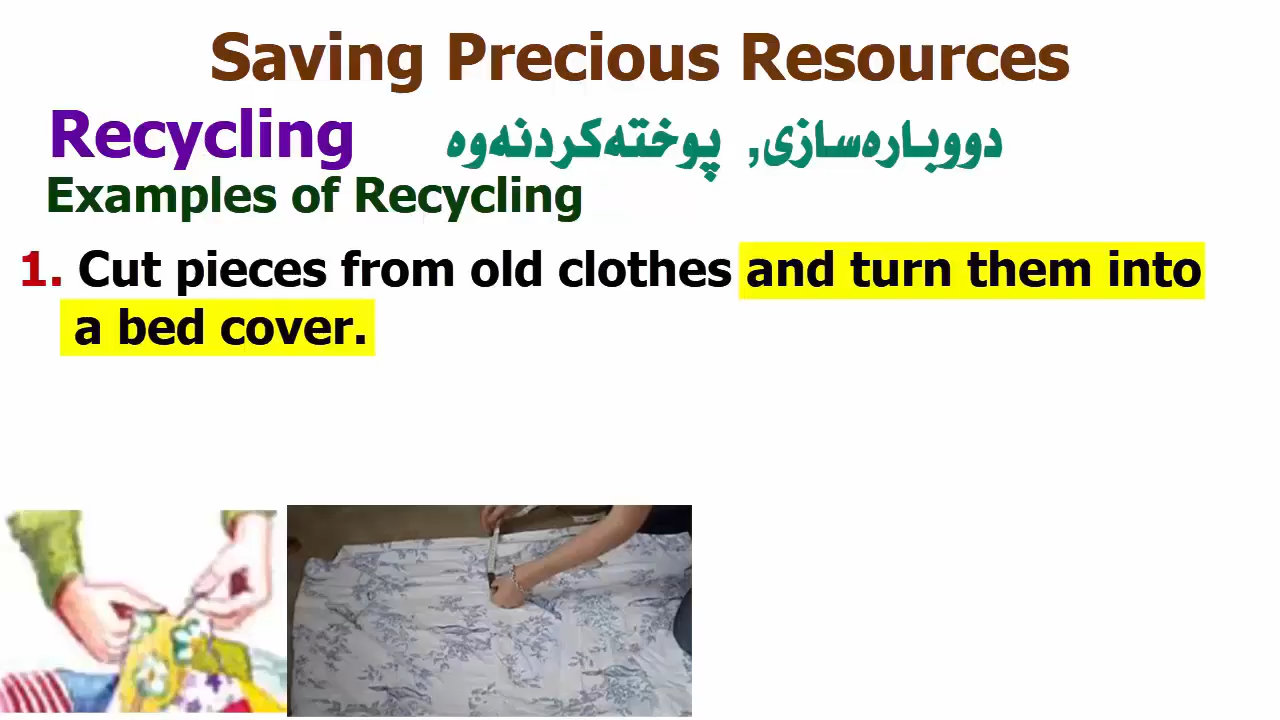 Saving Precious Resources
Recycling دووبارەسازی, پوختەکردنەوە
Examples of Recycling
1. Cut pieces from old clothes and turn them into
a bed cover.